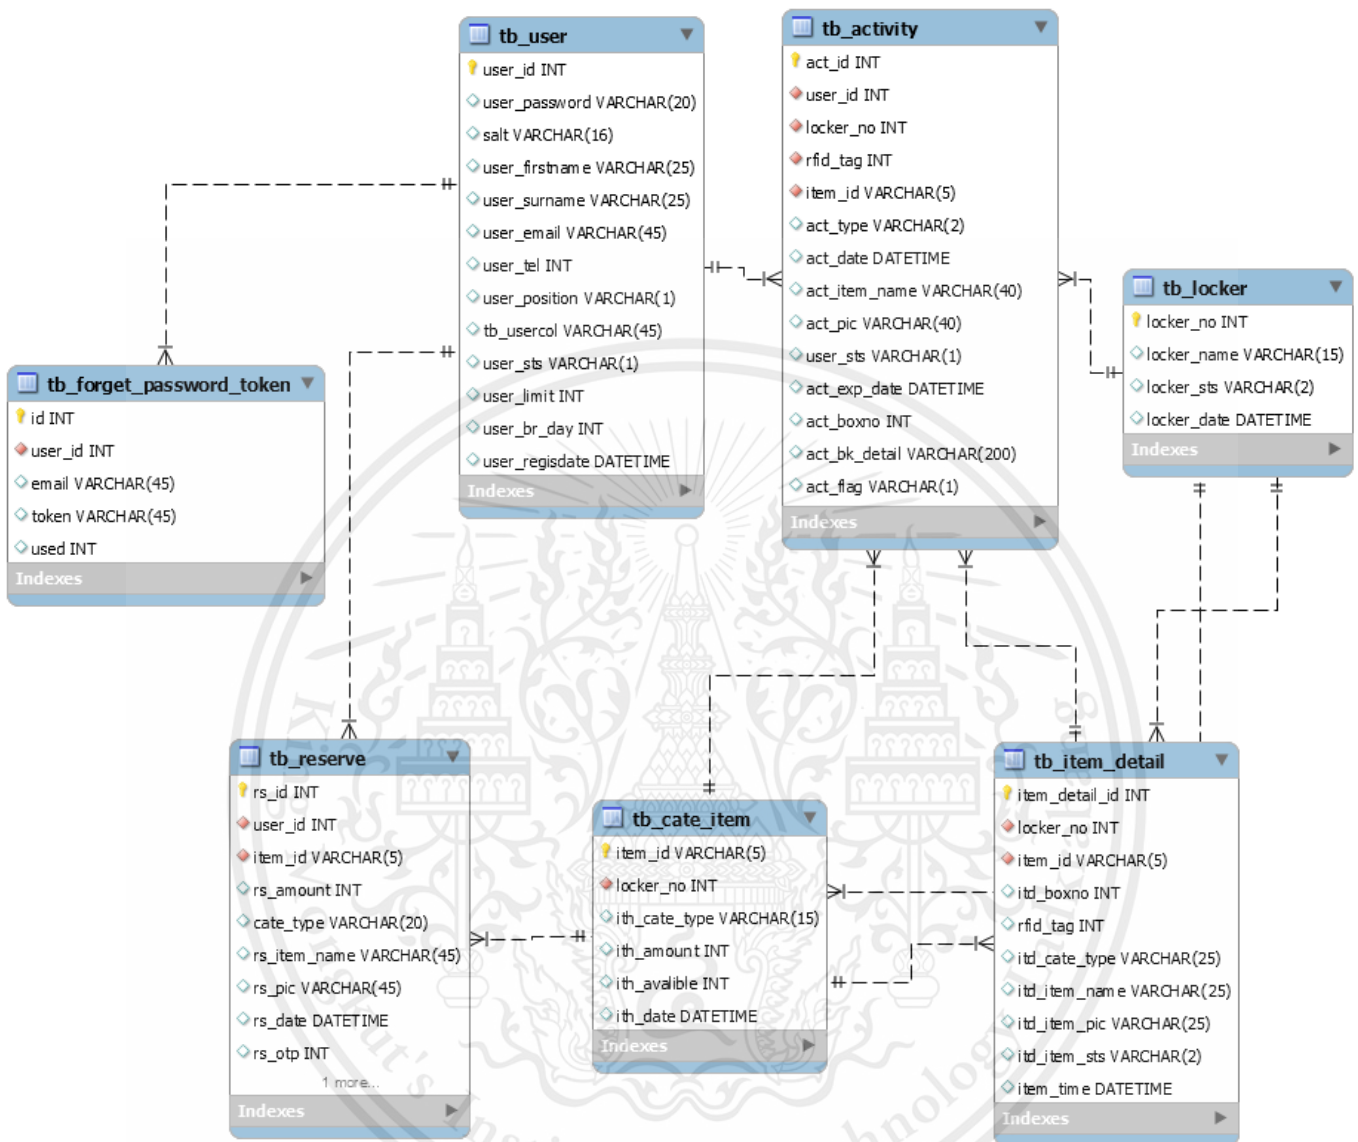 tb_user
user_id INT
user_password VARCHAR(20)
salt VARCHAR(16)
user_firstname VARCHAR(25)
user_surname VARCHAR(25)
user_email VARCHAR(45)
user_tel INT
user_position VARCHAR(1)
tb_usercol VARCHAR(45)
user_sts VARCHAR(1)
user_limit INT
user_br_day INT
user_regisdate DATETIME
Indexes
tb_activity
act_id INT
user_id INT
locker_no INT
rfid_tag INT
item_id VARCHAR(5)
act_type VARCHAR(2)
act_date DATETIME
act_item_name VARCHAR(40)
act_pic VARCHAR(40)
user_sts VARCHAR(1)
act_exp_date DATETIME
act_boxno INT
act_bk_detail VARCHAR(200)
act_flag VARCHAR(1)
Indexes
tb_locker
locker_no INT
locker_name VARCHAR(15)
locker_sts VARCHAR(2)
locker_date DATETIME
Indexes
tb_forget_password_token
id INT
user_id INT
email VARCHAR(45)
token VARCHAR(45)
used INT
Indexes
tb_reserve
rs_id INT
user_id INT
item_id VARCHAR(5)
rs_amount INT
cate_type VARCHAR(20)
rs_item_name VARCHAR(45)
rs_pic VARCHAR(45)
rs_date DATETIME
rs_otp INT
1 more...
Indexes
tb_cate_item
item_id VARCHAR(5)
locker_no INT
ith_cate_type VARCHAR(15)
ith_amount INT
ith_avalible INT
ith_date DATETIME
Indexes
tb_item_detail
item_detail_id INT
locker_no INT
item_id VARCHAR(5)
itd_boxno INT
rfid_tag INT
itd_cate_type VARCHAR(25)
itd_item_name VARCHAR(25)
itd_item_pic VARCHAR(25)
itd_item_sts VARCHAR(2)
item_time DATETIME
Indexes